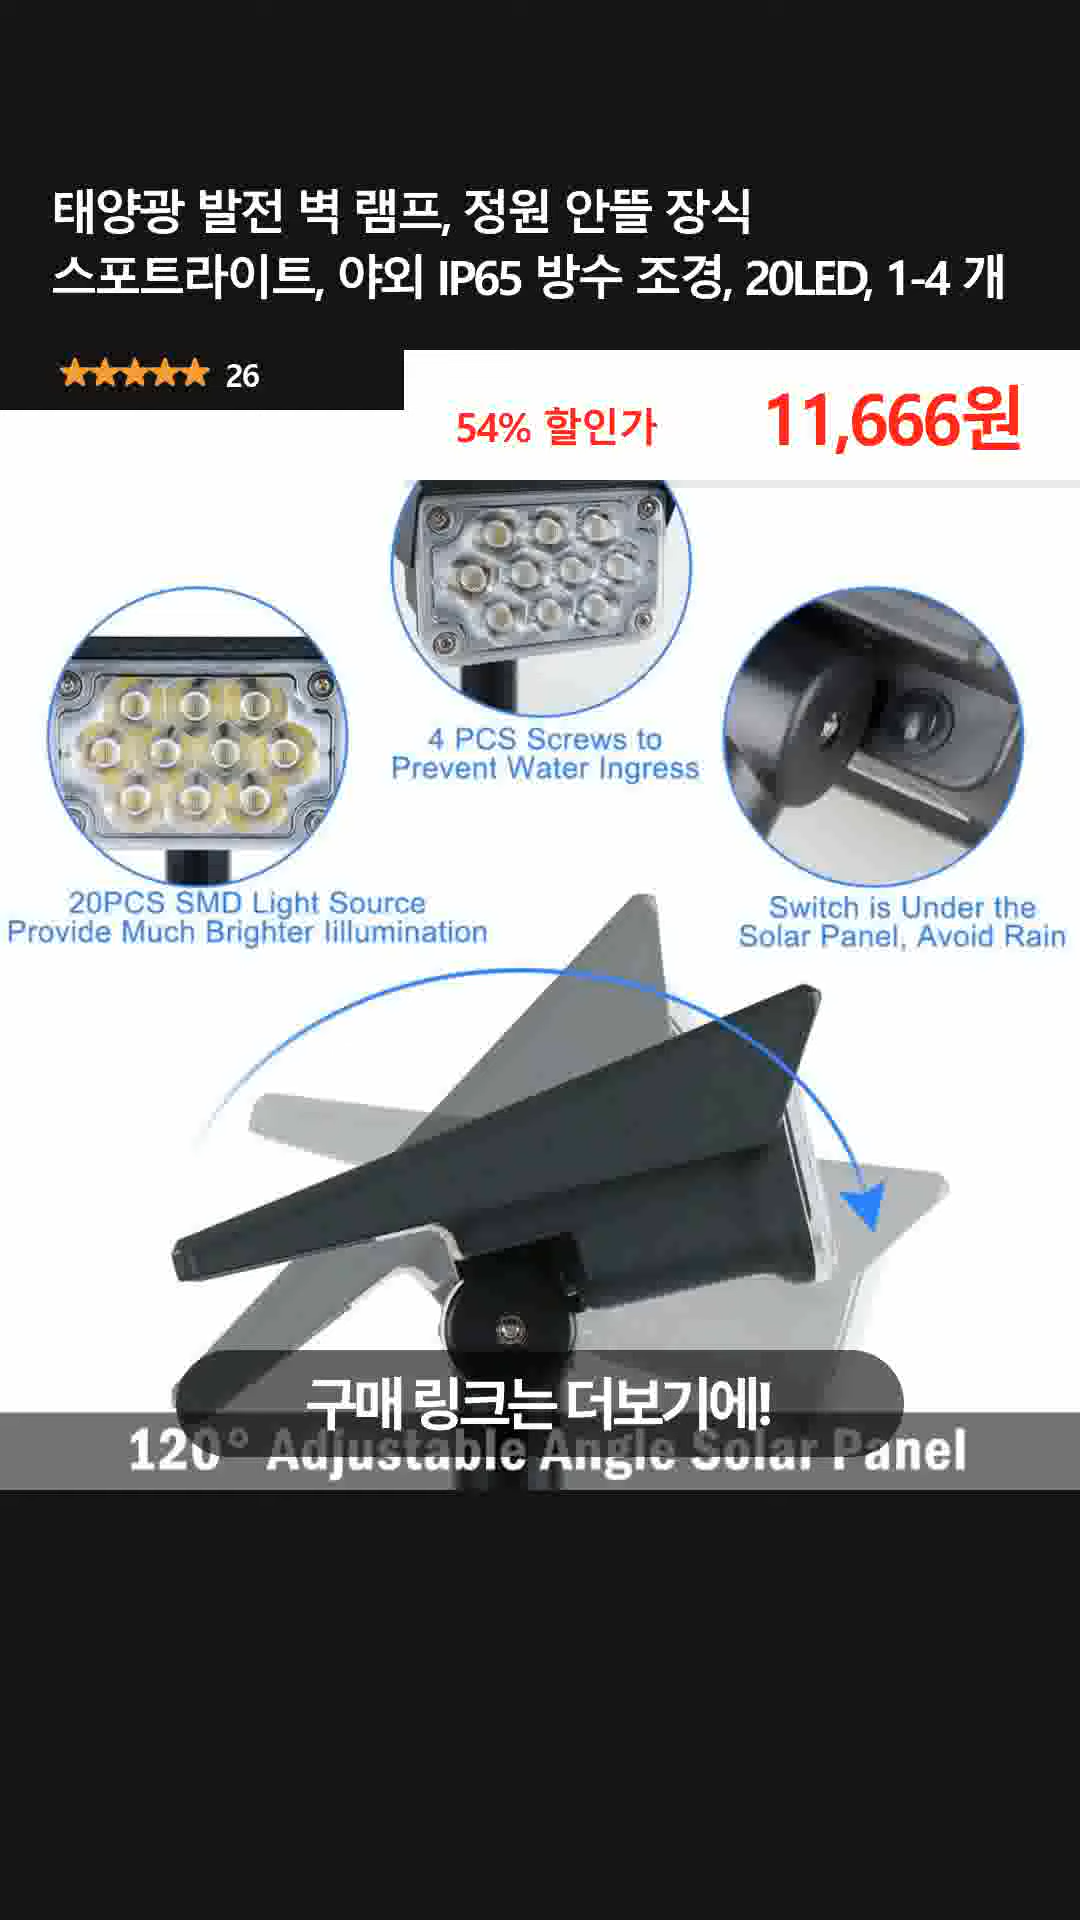 태양광 발전 벽 램프, 정원 안뜰 장식
스포트라이트, 야외 IP65 방수 조경, 20LED, 1-4 개
26
54% 할인가
11,666원
4 PCS Screws to
Prevent Water Ingress
20PCS SMD Light Source
Provide Much Brighter Iillumination
Switch is Under the
Solar Panel, Avoid Rain
구매 링크는 더보기에!
120° Adjustable Angle Solar Panel